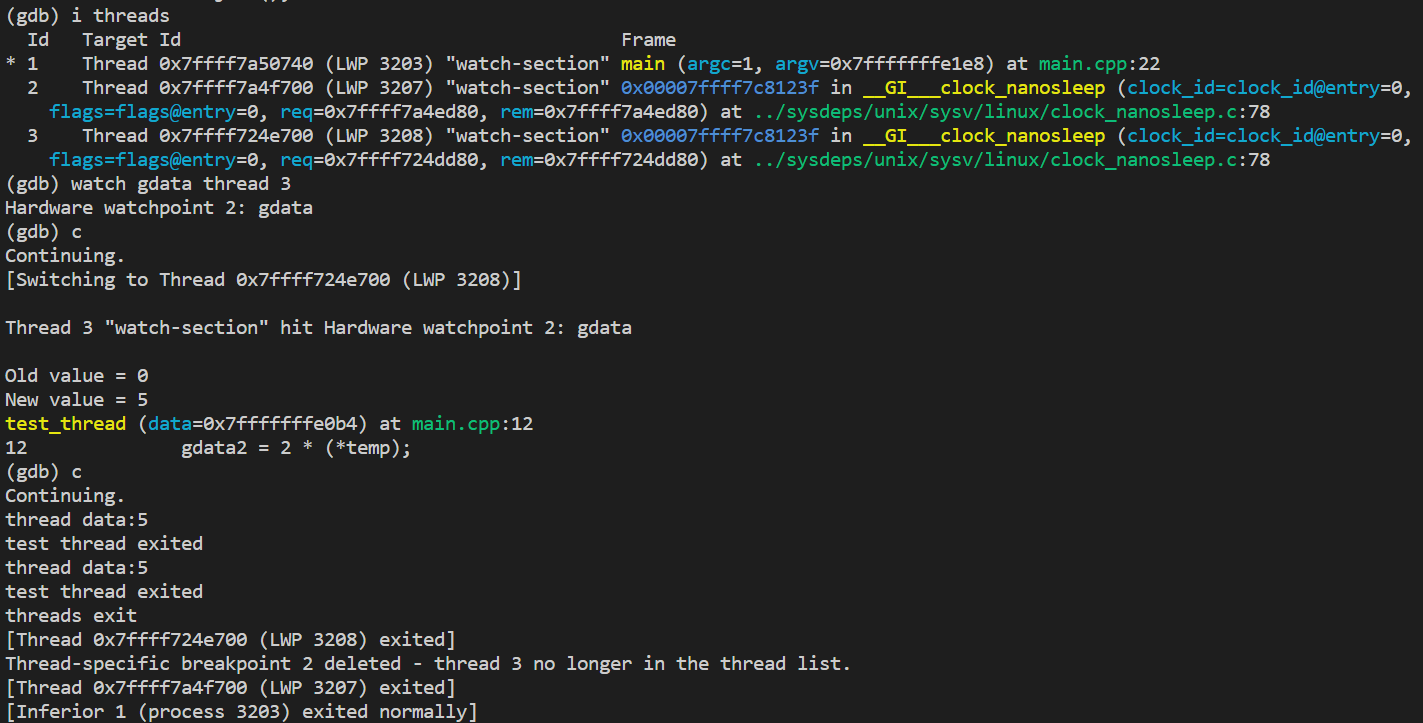 (gdb) i threads
  Id   Target Id                                    Frame
* 1    Thread 0x7ffff7a50740 (LWP 3203) "watch-section" main (argc=1, argv=0x7fffffffe1e8) at main.cpp:22
  2    Thread 0x7ffff7a4f700 (LWP 3207) "watch-section" 0x00007ffff7c8123f in __GI___clock_nanosleep (clock_id=clock_id@entry=0,
    flags=flags@entry=0, req=0x7ffff7a4ed80, rem=0x7ffff7a4ed80) at ../sysdeps/unix/sysv/linux/clock_nanosleep.c:78
  3    Thread 0x7ffff724e700 (LWP 3208) "watch-section" 0x00007ffff7c8123f in __GI___clock_nanosleep (clock_id=clock_id@entry=0,
    flags=flags@entry=0, req=0x7ffff724dd80, rem=0x7ffff724dd80) at ../sysdeps/unix/sysv/linux/clock_nanosleep.c:78
(gdb) watch gdata thread 3
Hardware watchpoint 2: gdata
(gdb) c
Continuing.
[Switching to Thread 0x7ffff724e700 (LWP 3208)]

Thread 3 "watch-section" hit Hardware watchpoint 2: gdata

Old value = 0
New value = 5
test_thread (data=0x7fffffffe0b4) at main.cpp:12
12              gdata2 = 2 * (*temp);
(gdb) c
Continuing.
thread data:5
test thread exited
thread data:5
test thread exited
threads exit
[Thread 0x7ffff724e700 (LWP 3208) exited]
Thread-specific breakpoint 2 deleted - thread 3 no longer in the thread list.
[Thread 0x7ffff7a4f700 (LWP 3207) exited]
[Inferior 1 (process 3203) exited normally]